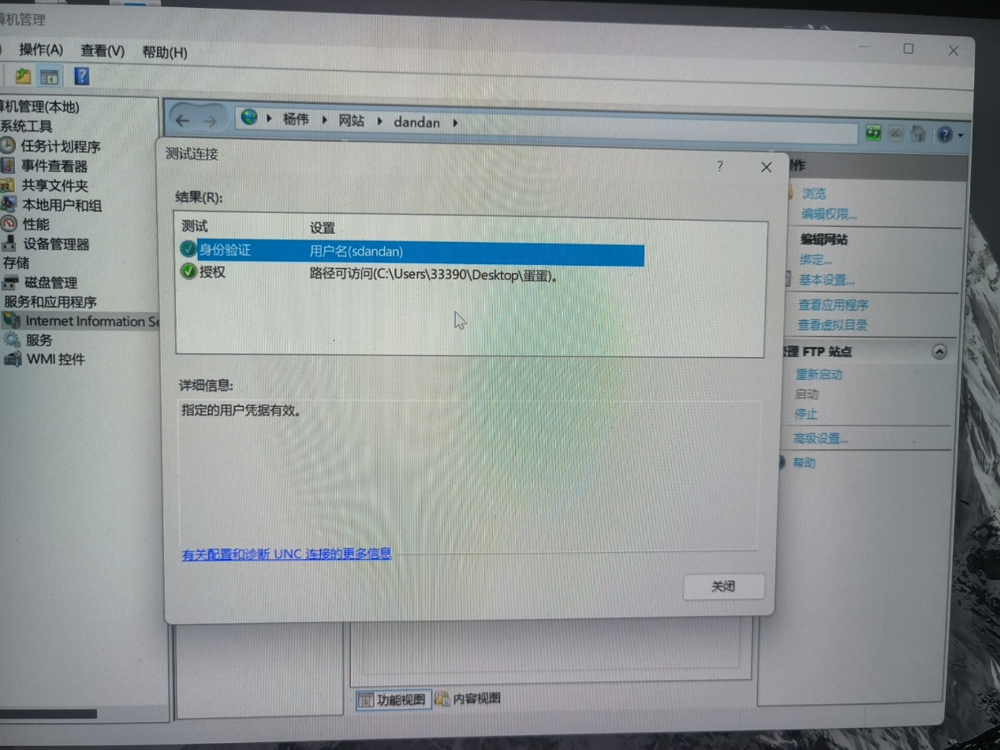 算机管理
操作(A) 查看(V) 帮助(H)
算机管理(本地)
系统工具
任务计划程序
事件查看器
共享文件夹
本地用户和组
性能
设备管理器
存储
磁盘管理
服务和应用程序
Internet Information Se
服务
WMI 控件
杨伟 网站 dandan
测试连接
结果(R):
测试 设置
身份验证 用户名(sdandan)
授权 路径可访问(C:\Users\33390\Desktop\蛋蛋)。
详细信息:
指定的用户凭据有效。
有关配置和诊断 UNC 连接的更多信息
关闭
操作
浏览
编辑权限...
编辑网站
绑定...
基本设置...
查看应用程序
查看虚拟目录
管理 FTP 站点
重新启动
启动
停止
高级设置...
帮助
功能视图 内容视图